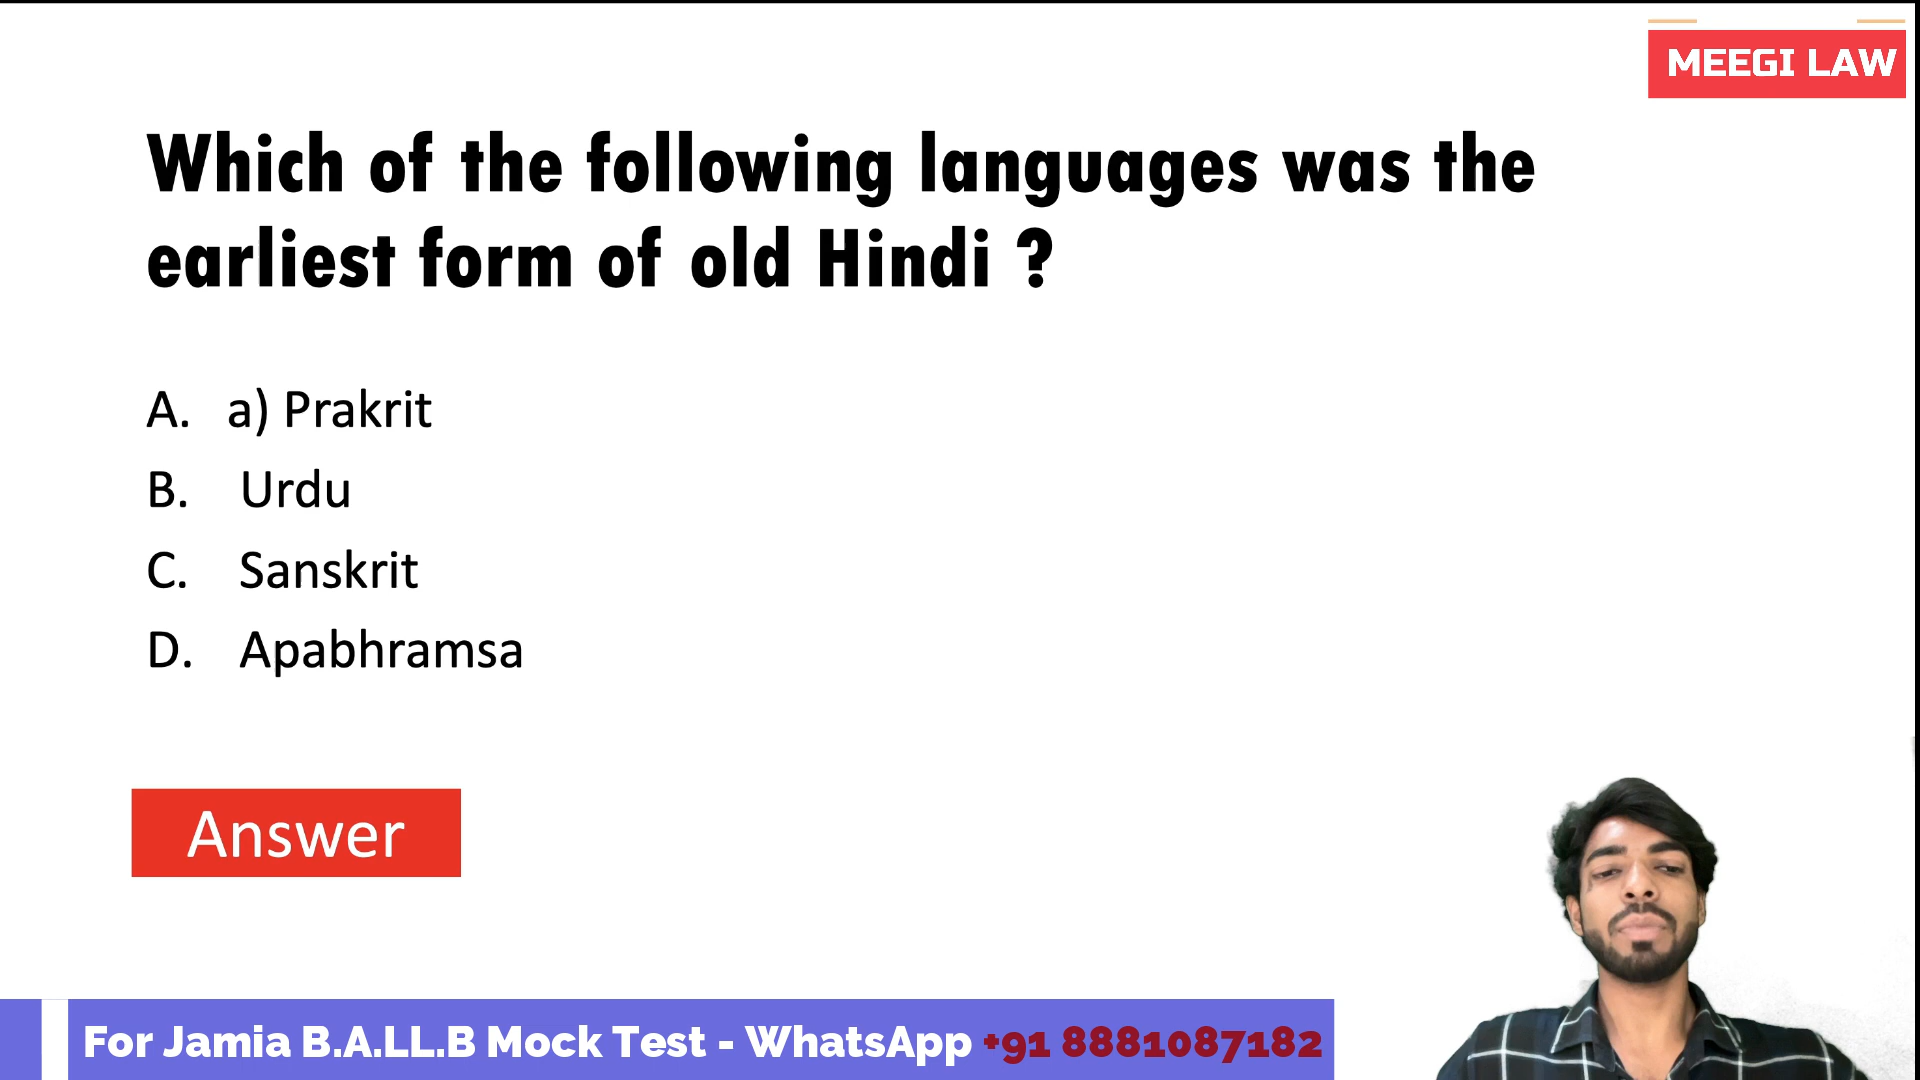 MEEGI LAW
Which of the following languages was the
earliest form of old Hindi ?
A. a) Prakrit
B. Urdu
C. Sanskrit
D. Apabhramsa
Answer
For Jamia B.A.LL.B Mock Test - WhatsApp +91 8881087182